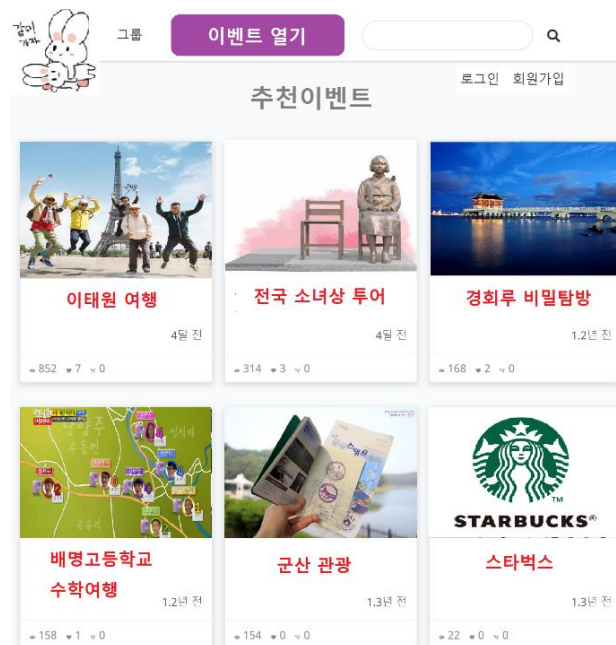 같이
가자
그룹
이벤트 열기
로그인 회원가입
추천이벤트
이태원 여행
4달 전
852 7 0
전국 소녀상 투어
4달 전
314 3 0
경회루 비밀탐방
1.2년 전
168 2 0
배명고등학교
수학여행
1.2년 전
158 1 0
군산 관광
1.3년 전
154 0 0
STARBUCKS®
TM
스타벅스
1.3년 전
22 0 0